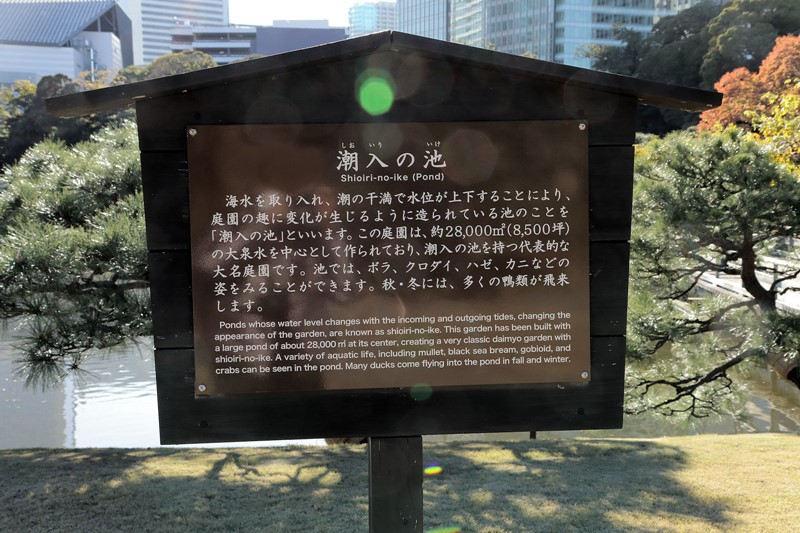 しお いり いけ
潮入の池
Shioiri-no-ike (Pond)
海水を取り入れ、潮の干満で水位が上下することにより、
庭園の趣に変化が生じるように造られている池のことを
「潮入の池」といいます。この庭園は、約28,000㎡(8,500坪)
の大泉水を中心として作られており、潮入の池を持つ代表的な
大名庭園です。池では、ボラ、クロダイ、ハゼ、カニなどの
姿をみることができます。秋・冬には、多くの鴨類が飛来
します。
Ponds whose water level changes with the incoming and outgoing tides, changing the
appearance of the garden, are known as shioiri-no-ike. This garden has been built with
a large pond of about 28,000 ㎡ at its center, creating a very classic daimyo garden with
shioiri-no-ike. A variety of aquatic life, including mullet, black sea bream, gobioid, and
crabs can be seen in the pond. Many ducks come flying into the pond in fall and winter.